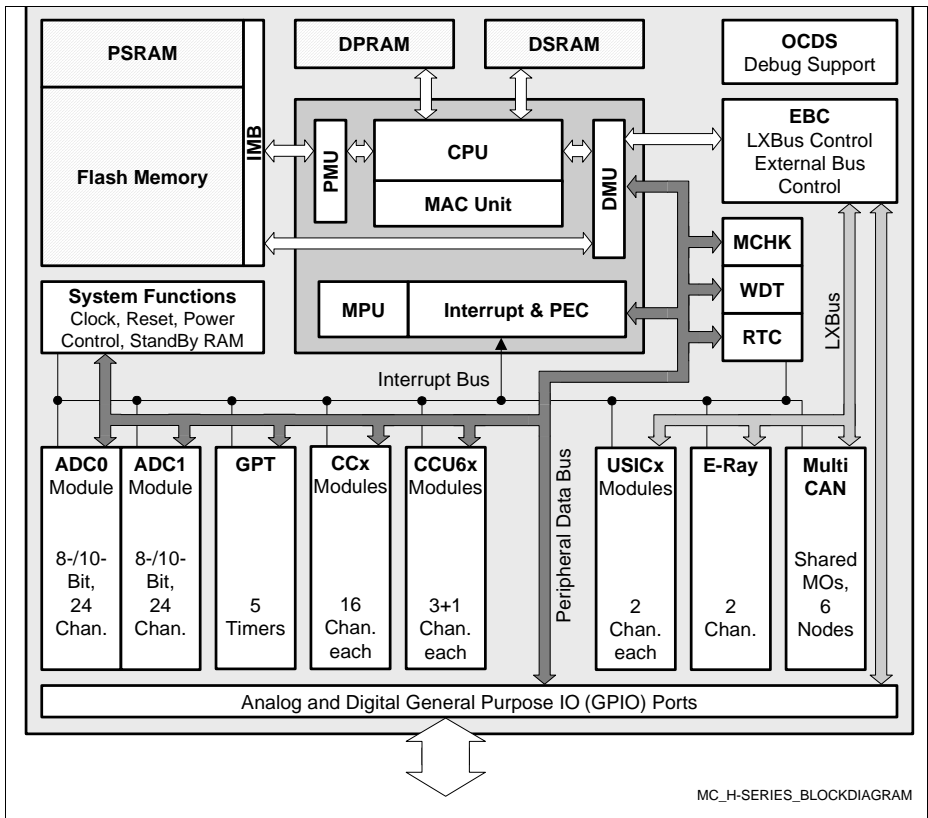 PSRAM
Flash Memory
IMB
DPRAM
DSRAM
OCDS
Debug Support
EBC
LXBus Control
External Bus
Control
PMU
CPU
MAC Unit
DMU
MCHK
WDT
RTC
System Functions
Clock, Reset, Power
Control, StandBy RAM
MPU
Interrupt & PEC
LXBus
Interrupt Bus
ADC0
Module
8-/10-
Bit,
24
Chan.
ADC1
Module
8-/10-
Bit,
24
Chan.
GPT
5
Timers
CCx
Modules
16
Chan.
each
CCU6x
Modules
3+1
Chan.
each
Peripheral Data Bus
USICx
Modules
2
Chan.
each
E-Ray
2
Chan.
Multi
CAN
Shared
MOs,
6
Nodes
Analog and Digital General Purpose IO (GPIO) Ports
MC_H-SERIES_BLOCKDIAGRAM